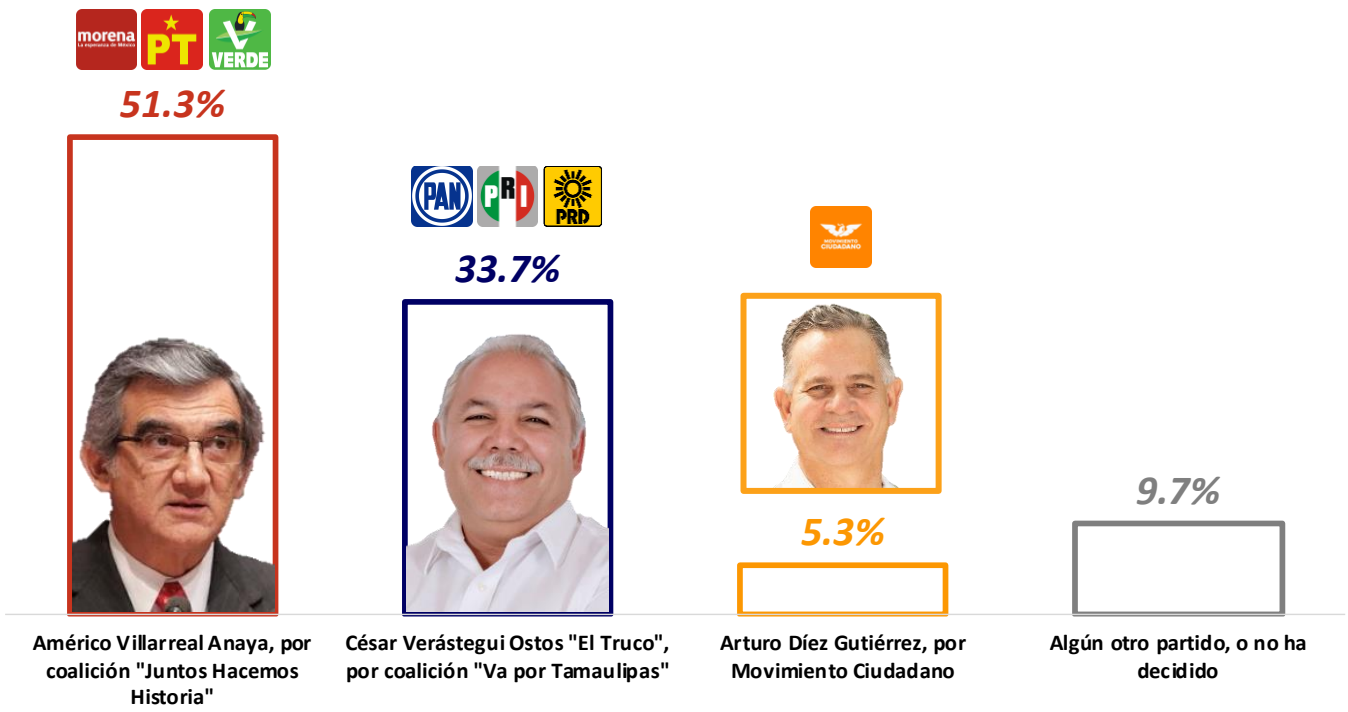 morena
La esperanza de México
PT
VERDE
51.3%
PAN
PRI
PRD
33.7%
MOVIMIENTO
CIUDADANO
5.3%
9.7%
Américo Villarreal Anaya, por
coalición "Juntos Hacemos
Historia"
César Verástegui Ostos "El Truco",
por coalición "Va por Tamaulipas"
Arturo Díez Gutiérrez, por
Movimiento Ciudadano
Algún otro partido, o no ha
decidido